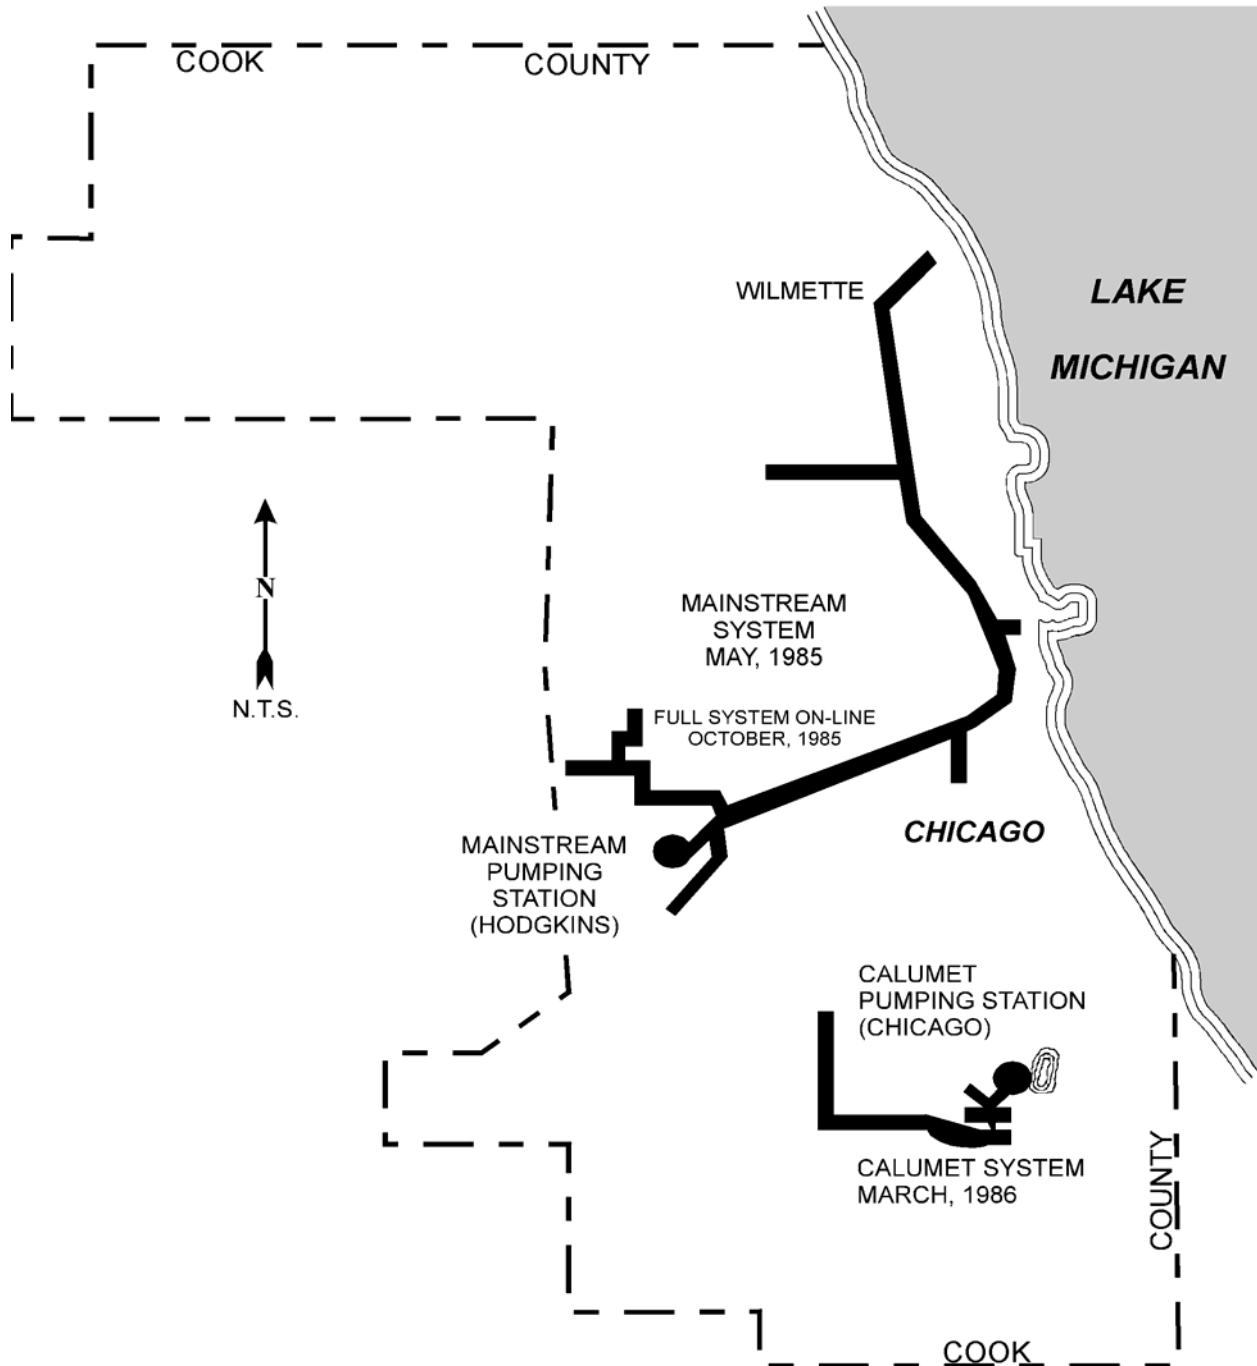 COOK COUNTY
WILMETTE
LAKE
MICHIGAN
N
N.T.S.
MAINSTREAM
SYSTEM
MAY, 1985
FULL SYSTEM ON-LINE
OCTOBER, 1985
CHICAGO
MAINSTREAM
PUMPING
STATION
(HODGKINS)
CALUMET
PUMPING STATION
(CHICAGO)
CALUMET SYSTEM
MARCH, 1986
COUNTY
COOK